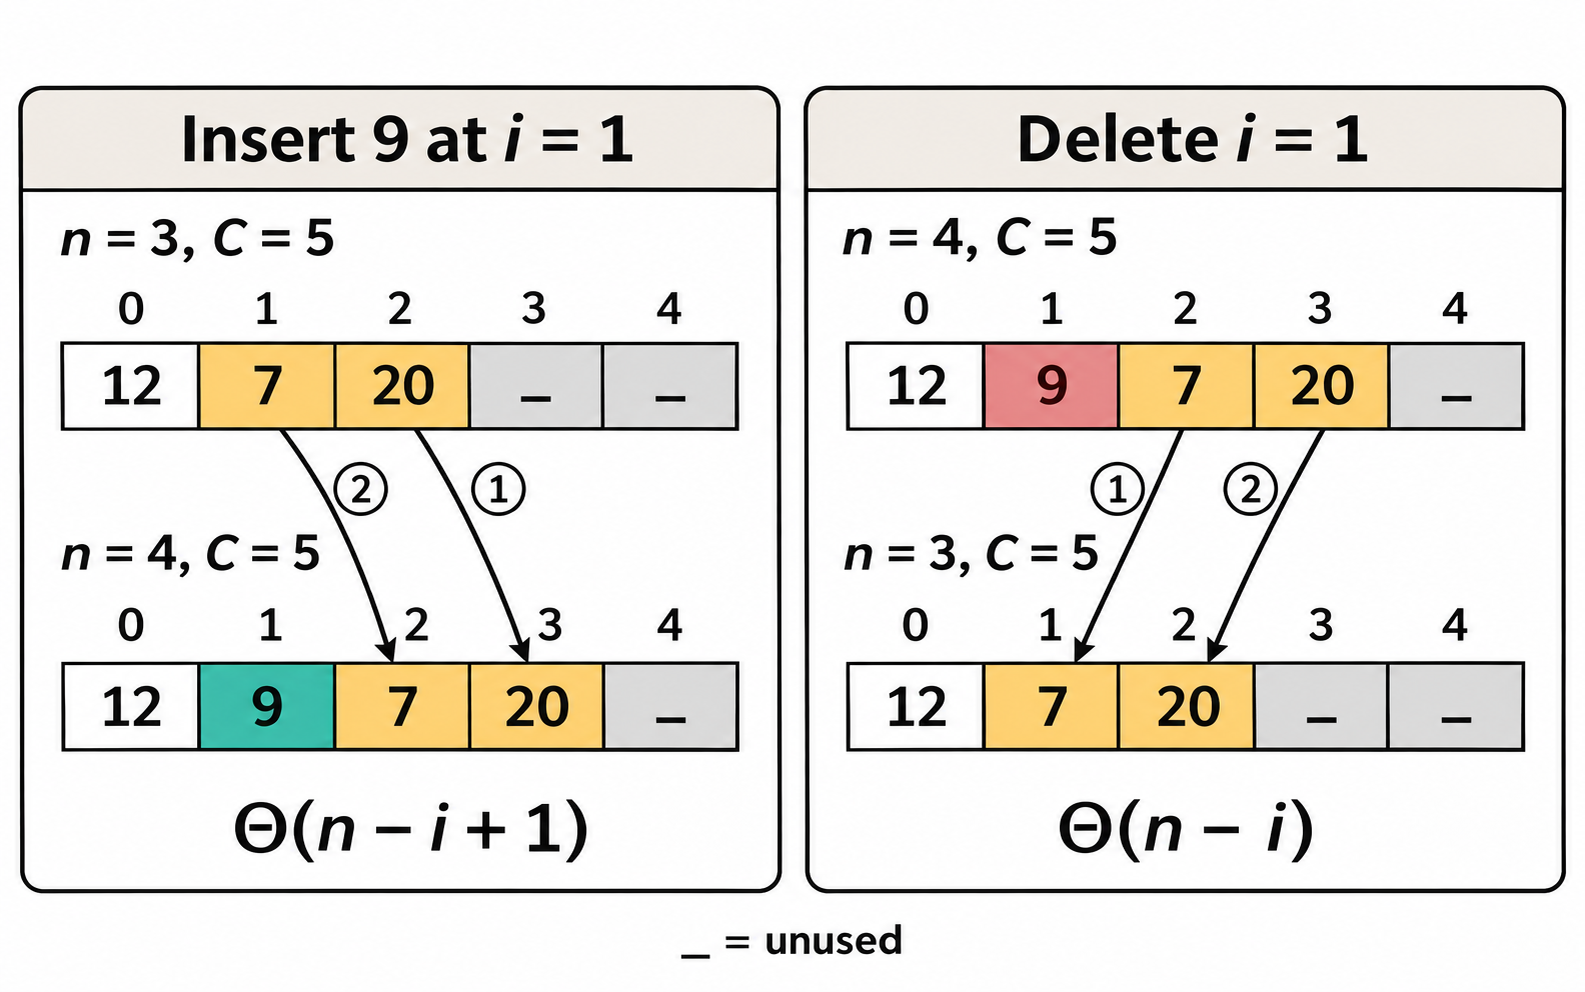 Insert 9 at i = 1
n = 3, C = 5
0 1 2 3 4
12 7 20 _ _
2 1
n = 4, C = 5
0 1 2 3 4
12 9 7 20 _
Θ(n − i + 1)
Delete i = 1
n = 4, C = 5
0 1 2 3 4
12 9 7 20 _
1 2
n = 3, C = 5
0 1 2 3 4
12 7 20 _ _
Θ(n − i)
_ = unused